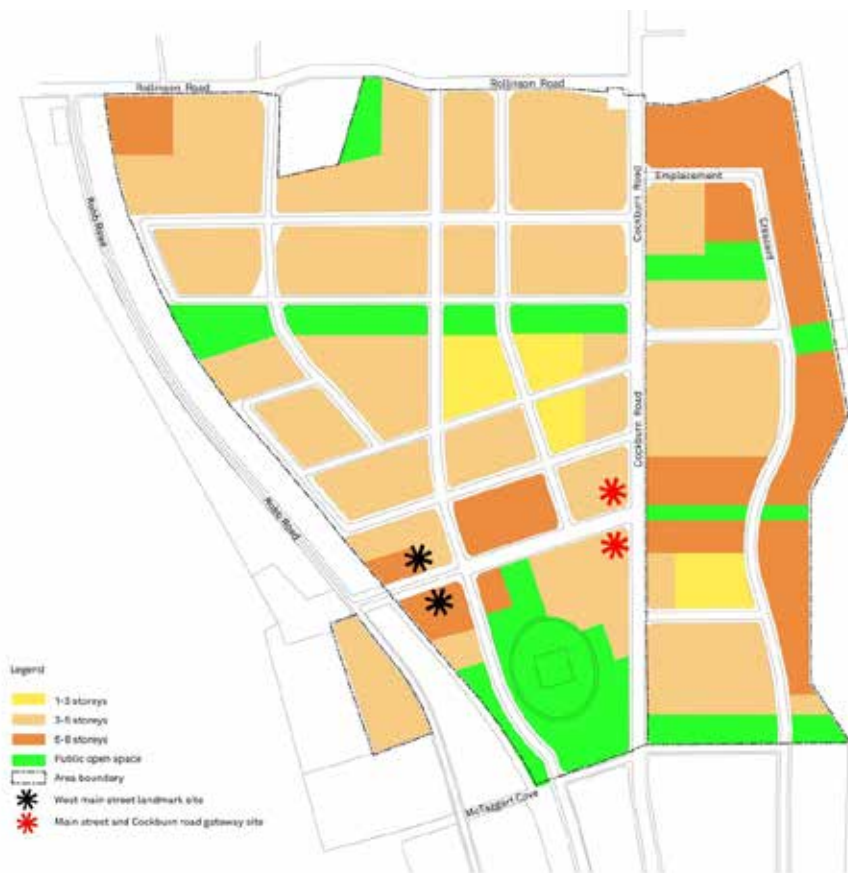 Rollinson Road
Rollinson Road
Robb Road
Cockburn Road
Emplacement
Crescent
Cockburn Road
Robb Road
McTaggart Cove
Legend
1-3 storeys
3-5 storeys
6-8 storeys
Public open space
Area boundary
West main street landmark site
Main street and Cockburn road gateway site